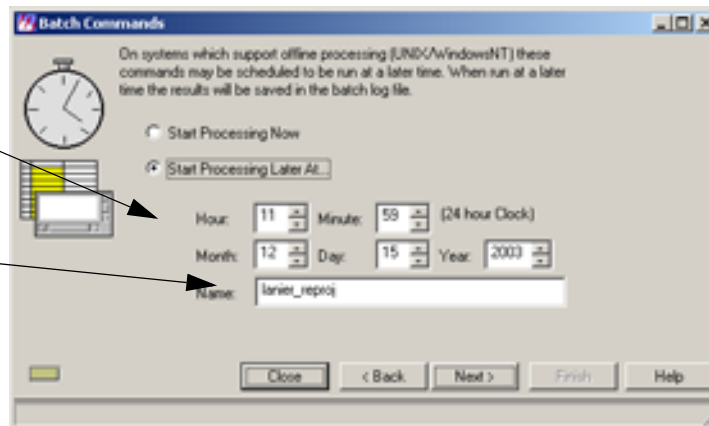 Batch Commands
On systems which support offline processing (UNIX/WindowsNT) these
commands may be scheduled to be run at a later time. When run at a later
time the results will be saved in the batch log file.
Start Processing Now
Start Processing Later At...
Hour: 11 Minute: 59 (24 hour Clock)
Month: 12 Day: 15 Year: 2003
Name: lanier_reproj
Close < Back Next > Finish Help